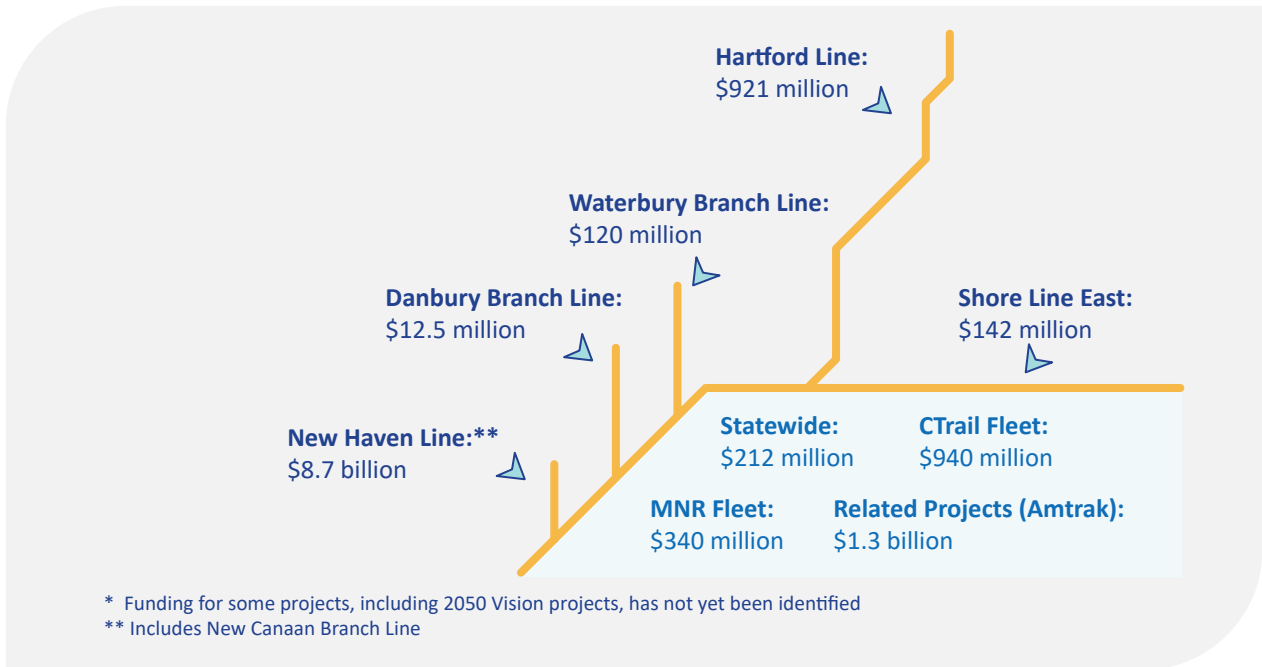 Hartford Line:
$921 million
Waterbury Branch Line:
$120 million
Danbury Branch Line:
$12.5 million
Shore Line East:
$142 million
New Haven Line:**
$8.7 billion
Statewide:
$212 million
CTrail Fleet:
$940 million
MNR Fleet:
$340 million
Related Projects (Amtrak):
$1.3 billion
* Funding for some projects, including 2050 Vision projects, has not yet been identified
** Includes New Canaan Branch Line